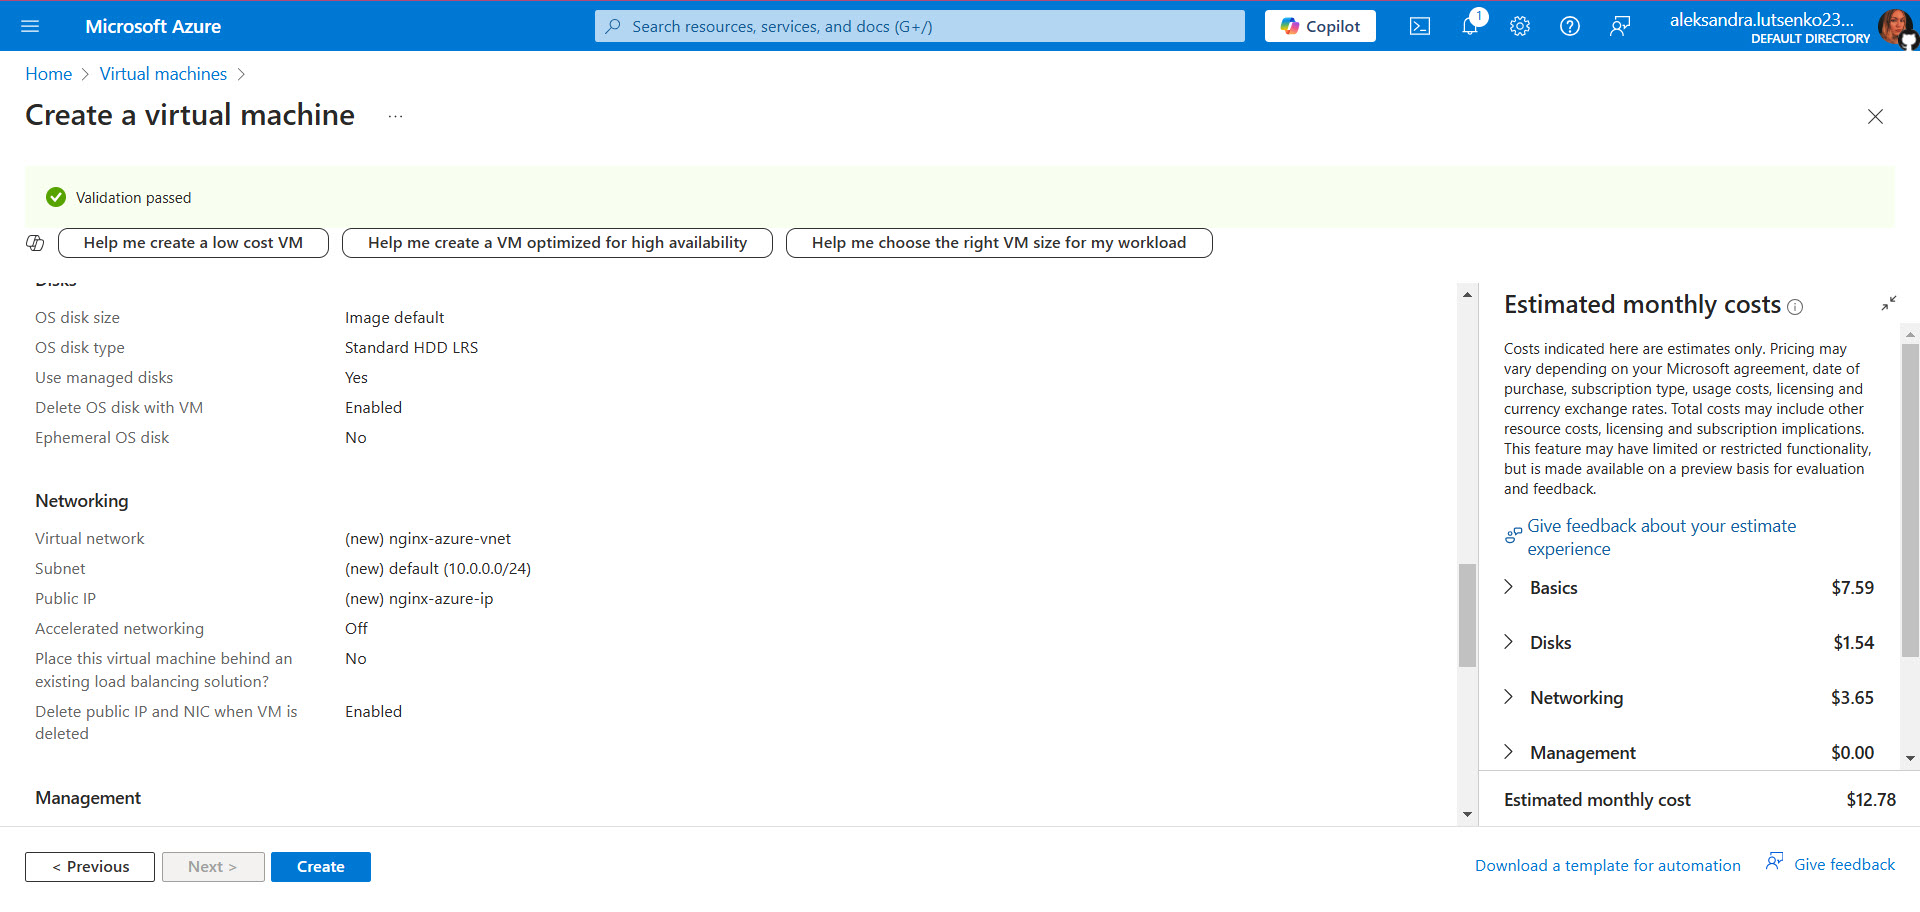 Microsoft Azure
Search resources, services, and docs (G+/)
Copilot
1
aleksandra.lutsenko23...
DEFAULT DIRECTORY
Home > Virtual machines >
Create a virtual machine ...
Validation passed
Help me create a low cost VM
Help me create a VM optimized for high availability
Help me choose the right VM size for my workload
Disks
OS disk size Image default
OS disk type Standard HDD LRS
Use managed disks Yes
Delete OS disk with VM Enabled
Ephemeral OS disk No
Networking
Virtual network (new) nginx-azure-vnet
Subnet (new) default (10.0.0.0/24)
Public IP (new) nginx-azure-ip
Accelerated networking Off
Place this virtual machine behind an No
existing load balancing solution?
Delete public IP and NIC when VM is Enabled
deleted
Management
Estimated monthly costs
Costs indicated here are estimates only. Pricing may
vary depending on your Microsoft agreement, date of
purchase, subscription type, usage costs, licensing and
currency exchange rates. Total costs may include other
resource costs, licensing and subscription implications.
This feature may have limited or restricted functionality,
but is made available on a preview basis for evaluation
and feedback.
Give feedback about your estimate
experience
Basics $7.59
Disks $1.54
Networking $3.65
Management $0.00
Estimated monthly cost $12.78
< Previous
Next >
Create
Download a template for automation
Give feedback